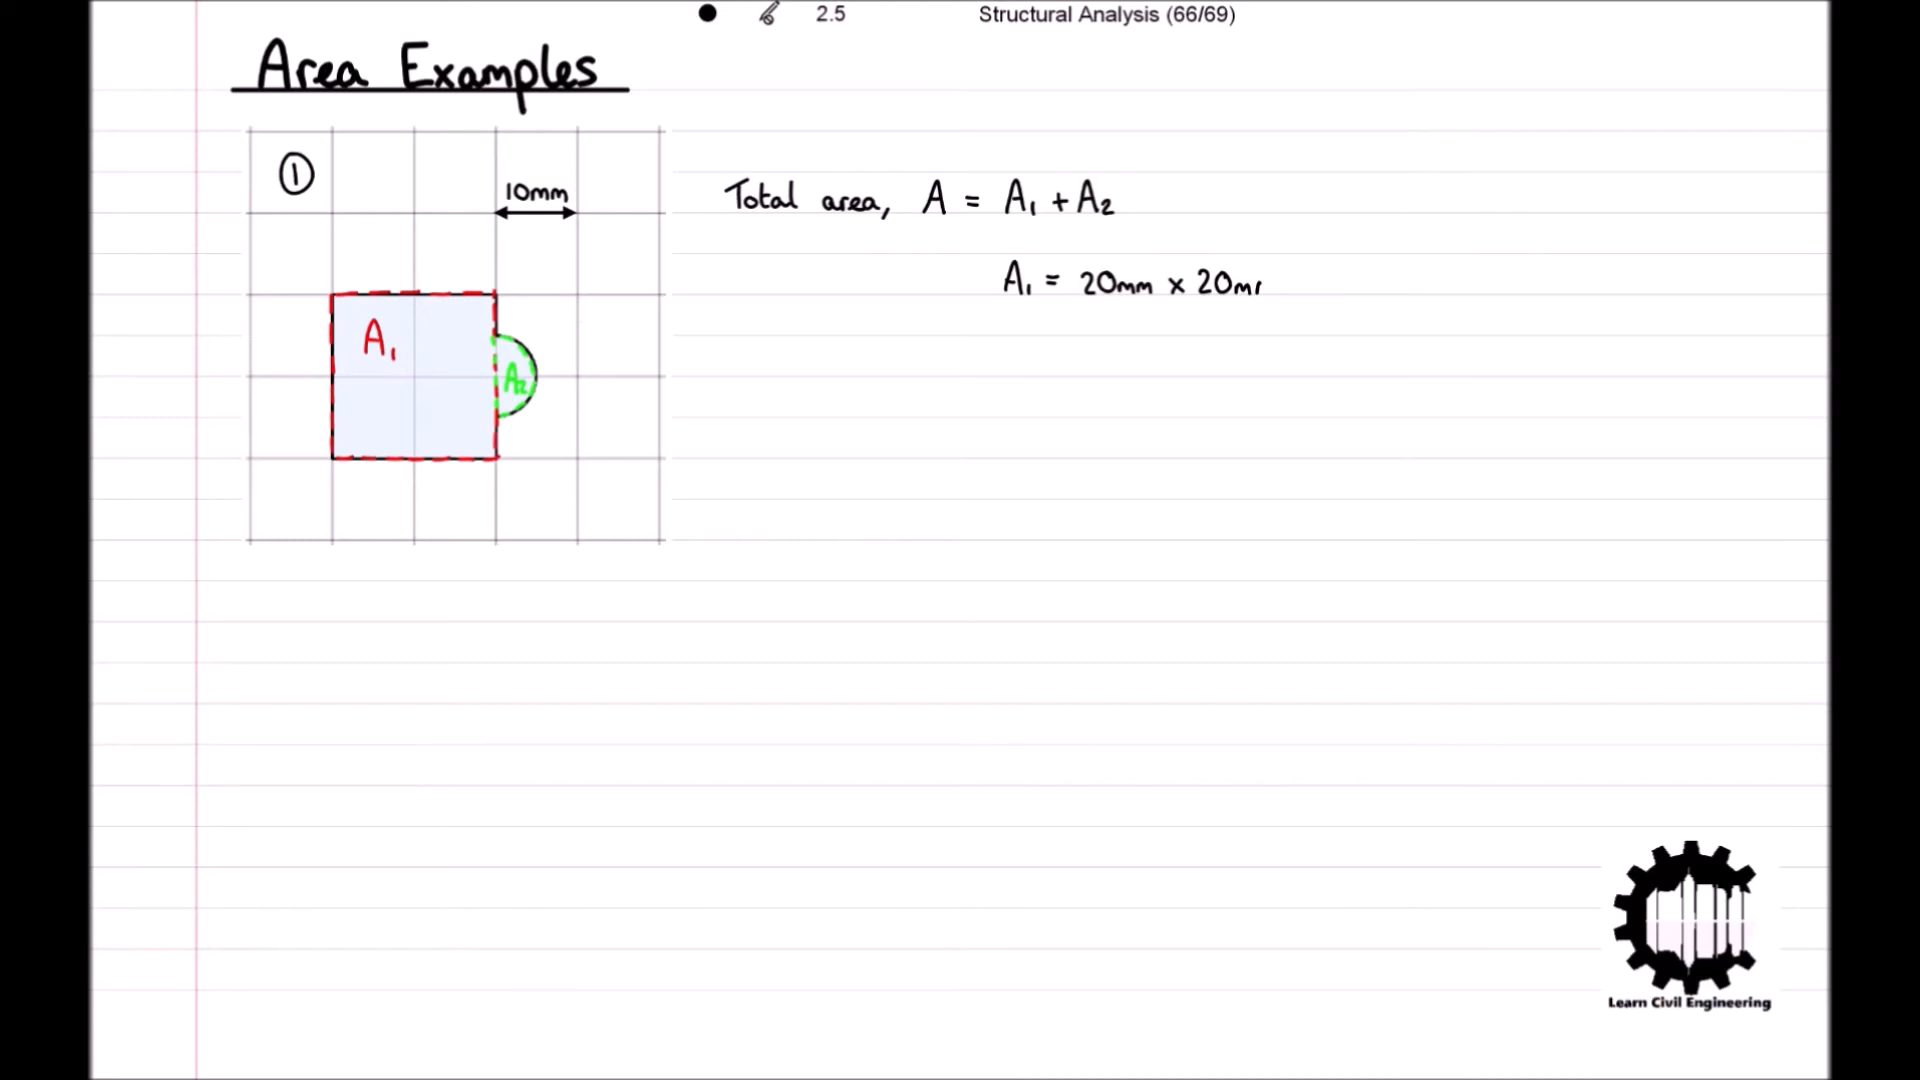 2.5 Structural Analysis (66/69)
Area Examples
①
10mm
Total area, A = A₁ + A₂
A₁ = 20mm x 20m
A₁
A₂
Learn Civil Engineering